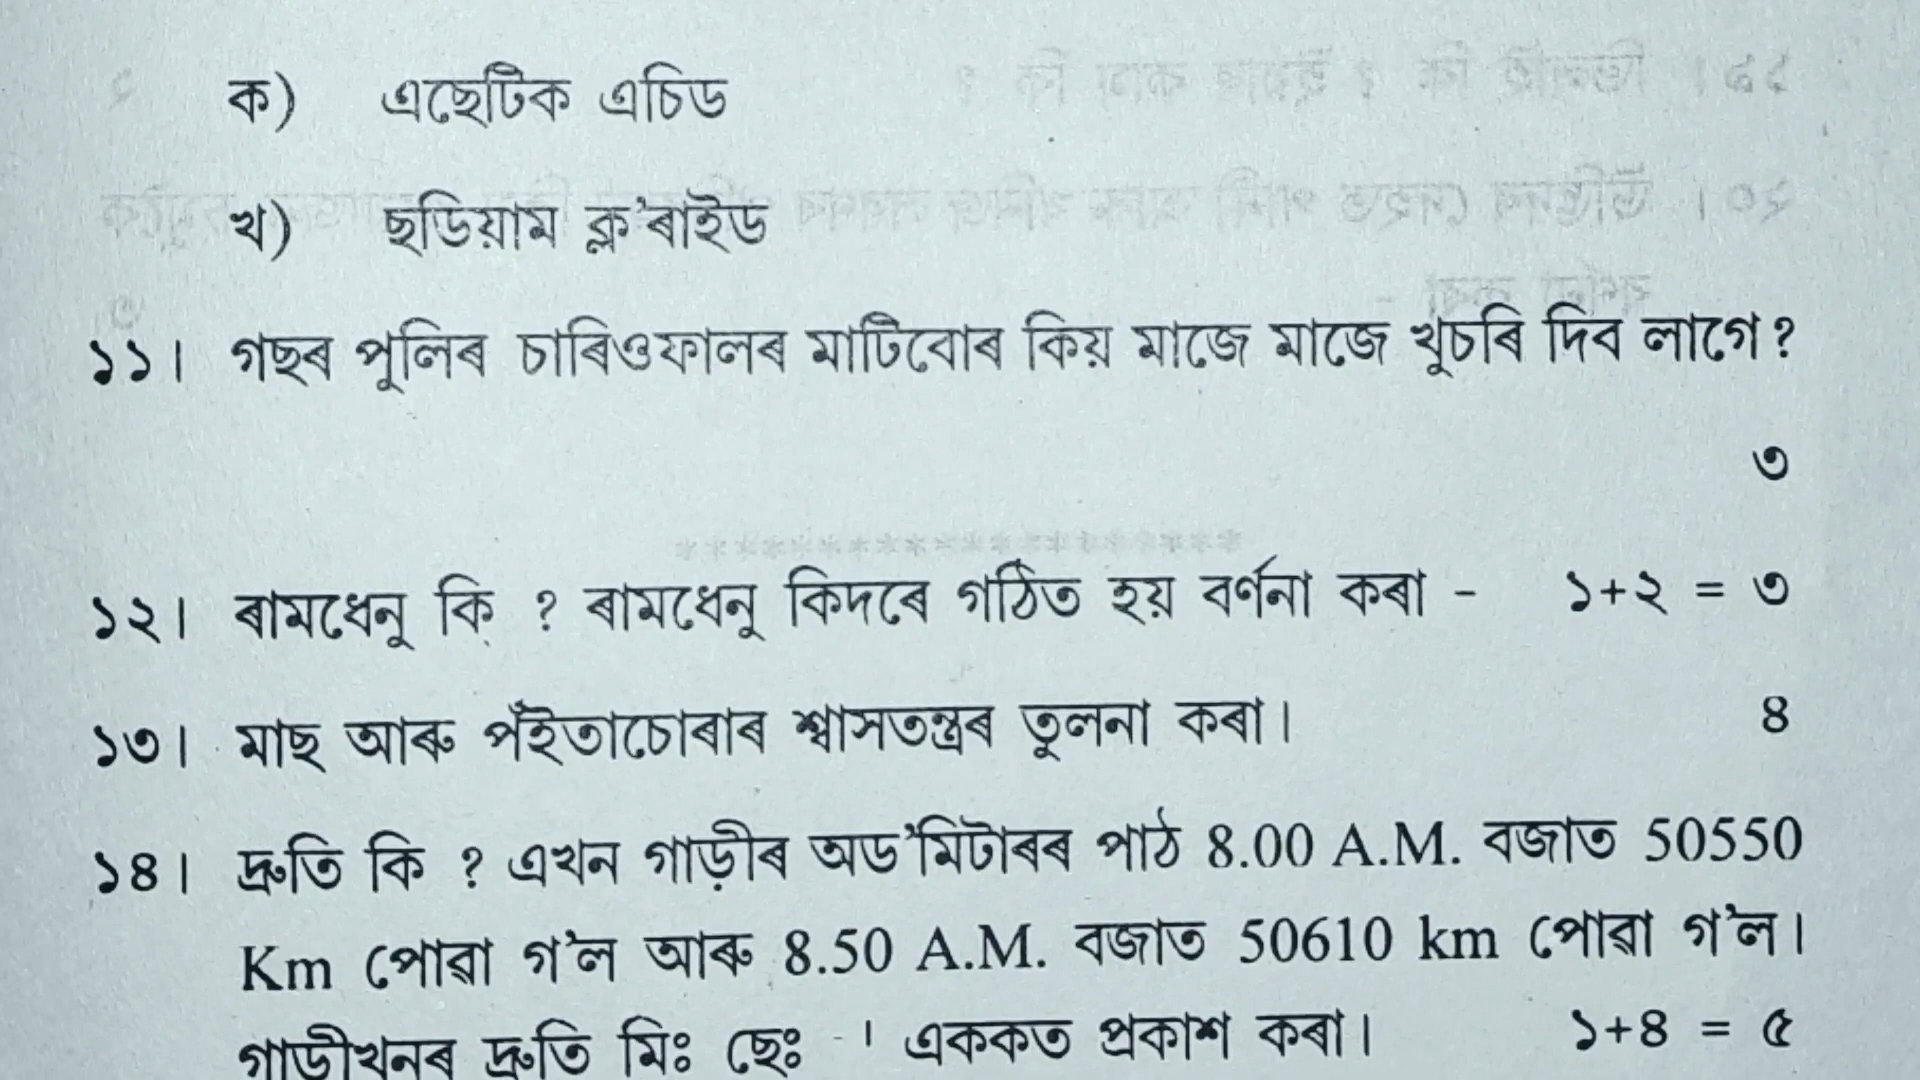 ক) এছেটিক এচিড
খ) ছডিয়াম ক্ল'ৰাইড
১১। গছৰ পুলিৰ চাৰিওফালৰ মাটিবোৰ কিয় মাজে মাজে খুচৰি দিব লাগে?
৩
১২। ৰামধেনু কি ? ৰামধেনু কিদৰে গঠিত হয় বৰ্ণনা কৰা - ১+২ = ৩
১৩। মাছ আৰু পঁইতাচোৰাৰ শ্বাসতন্ত্ৰৰ তুলনা কৰা। ৪
১৪। দ্ৰুতি কি ? এখন গাড়ীৰ অড'মিটাৰৰ পাঠ 8.00 A.M. বজাত 50550
Km পোৱা গ'ল আৰু 8.50 A.M. বজাত 50610 km পোৱা গ'ল।
গাড়ীখনৰ দ্ৰুতি মিঃ ছেঃ -¹ এককত প্ৰকাশ কৰা। ১+৪ = ৫